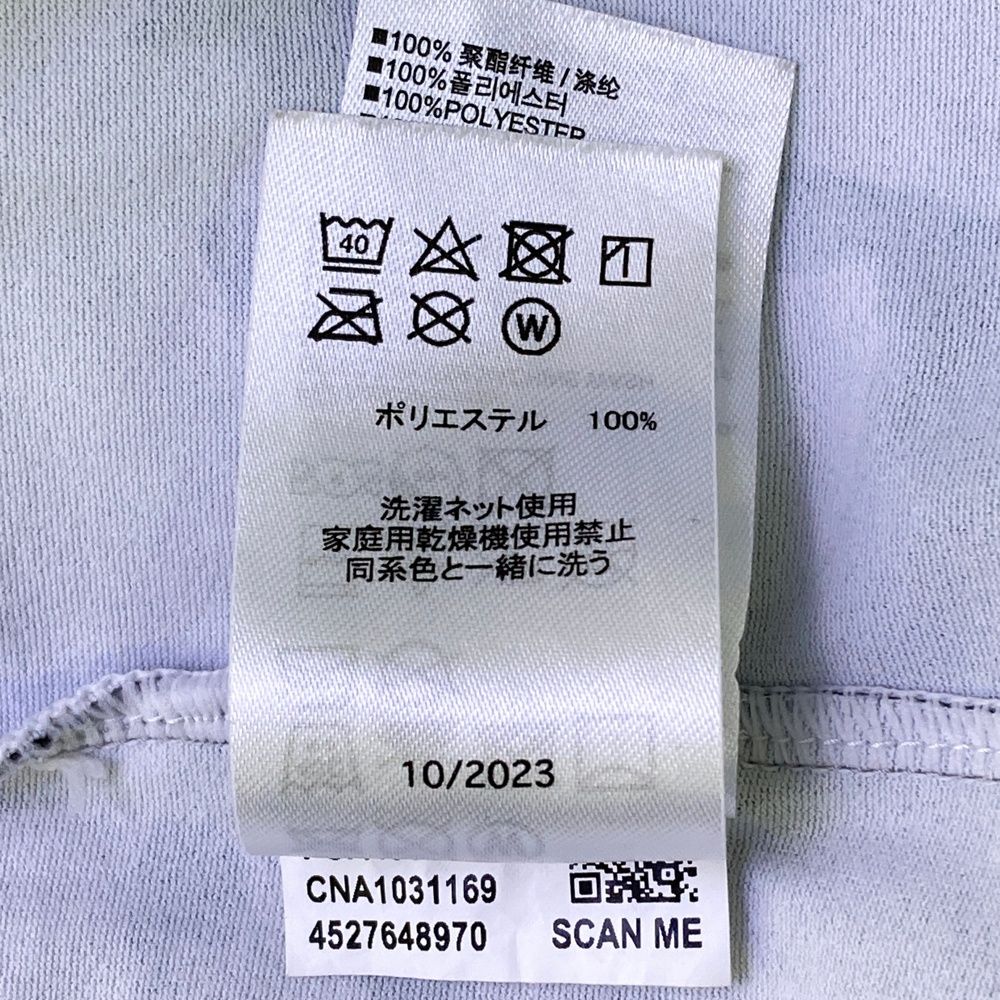 ■100% 聚酯纤维 / 涤纶
■100%폴리에스터
■100%POLYESTER
40
W
ポリエステル 100%
洗濯ネット使用
家庭用乾燥機使用禁止
同系色と一緒に洗う
10/2023
CNA1031169
4527648970
SCAN ME